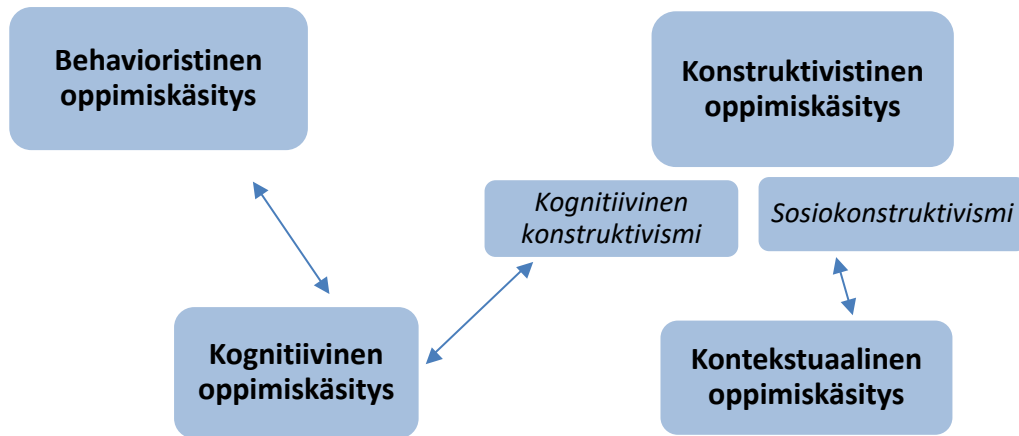 Behavioristinen
oppimiskäsitys
Konstruktivistinen
oppimiskäsitys
Kognitiivinen
konstruktivismi
Sosiokonstruktivismi
Kognitiivinen
oppimiskäsitys
Kontekstuaalinen
oppimiskäsitys